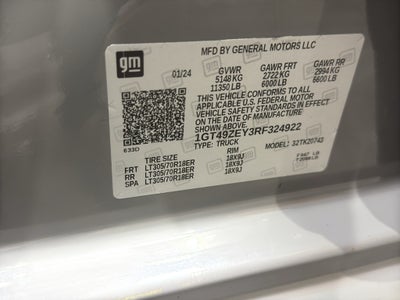 gm
MFD BY GENERAL MOTORS LLC
01/24 GVWR GAWR FRT GAWR RR
5148 KG 2722 KG 2994 KG
11350 LB 6000 LB 6600 LB
THIS VEHICLE CONFORMS TO ALL
APPLICABLE U.S. FEDERAL MOTOR
VEHICLE SAFETY STANDARDS IN EFFECT
ON THE DATE OF MANUFACTURE
SHOWN ABOVE.
1GT49ZEY3RF324922
TYPE: TRUCK MODEL: 32TK20743
633D
TIRE SIZE RIM
FRT LT305/70R18ER 18X9J
RR LT305/70R18ER 18X9J
SPA LT305/70R18ER 18X9J